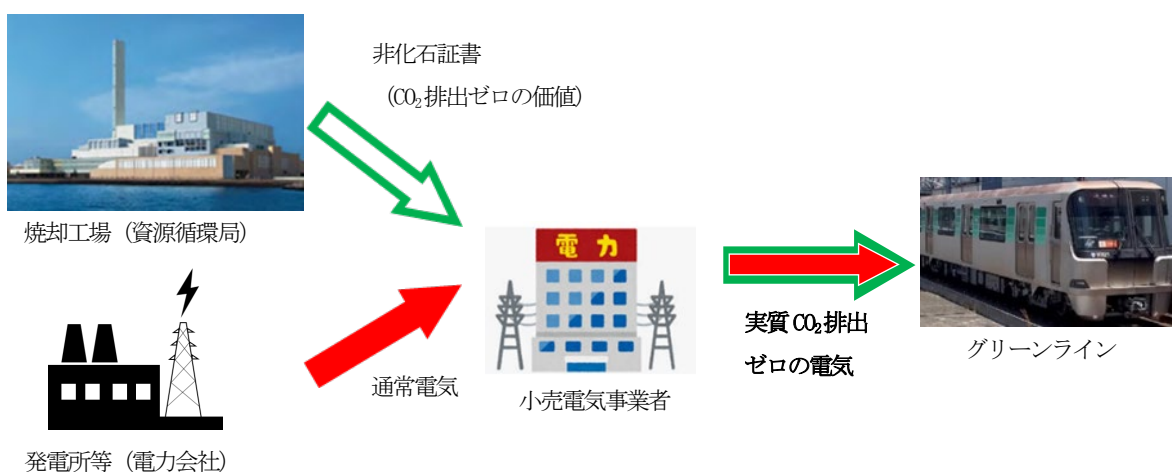 非化石証書
（CO₂排出ゼロの価値）
焼却工場（資源循環局）
電力
実質CO₂排出
ゼロの電気
グリーンライン
通常電気
小売電気事業者
発電所等（電力会社）